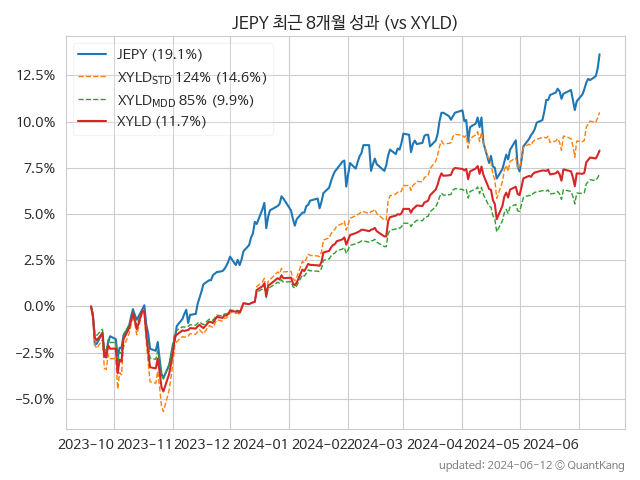 JEPY 최근 8개월 성과 (vs XYLD)
JEPY (19.1%)
XYLD_STD 124% (14.6%)
XYLD_MDD 85% (9.9%)
XYLD (11.7%)
12.5%
10.0%
7.5%
5.0%
2.5%
0.0%
−2.5%
−5.0%
2023-10 2023-11 2023-12 2024-01 2024-02 2024-03 2024-04 2024-05 2024-06
updated: 2024-06-12 © QuantKang